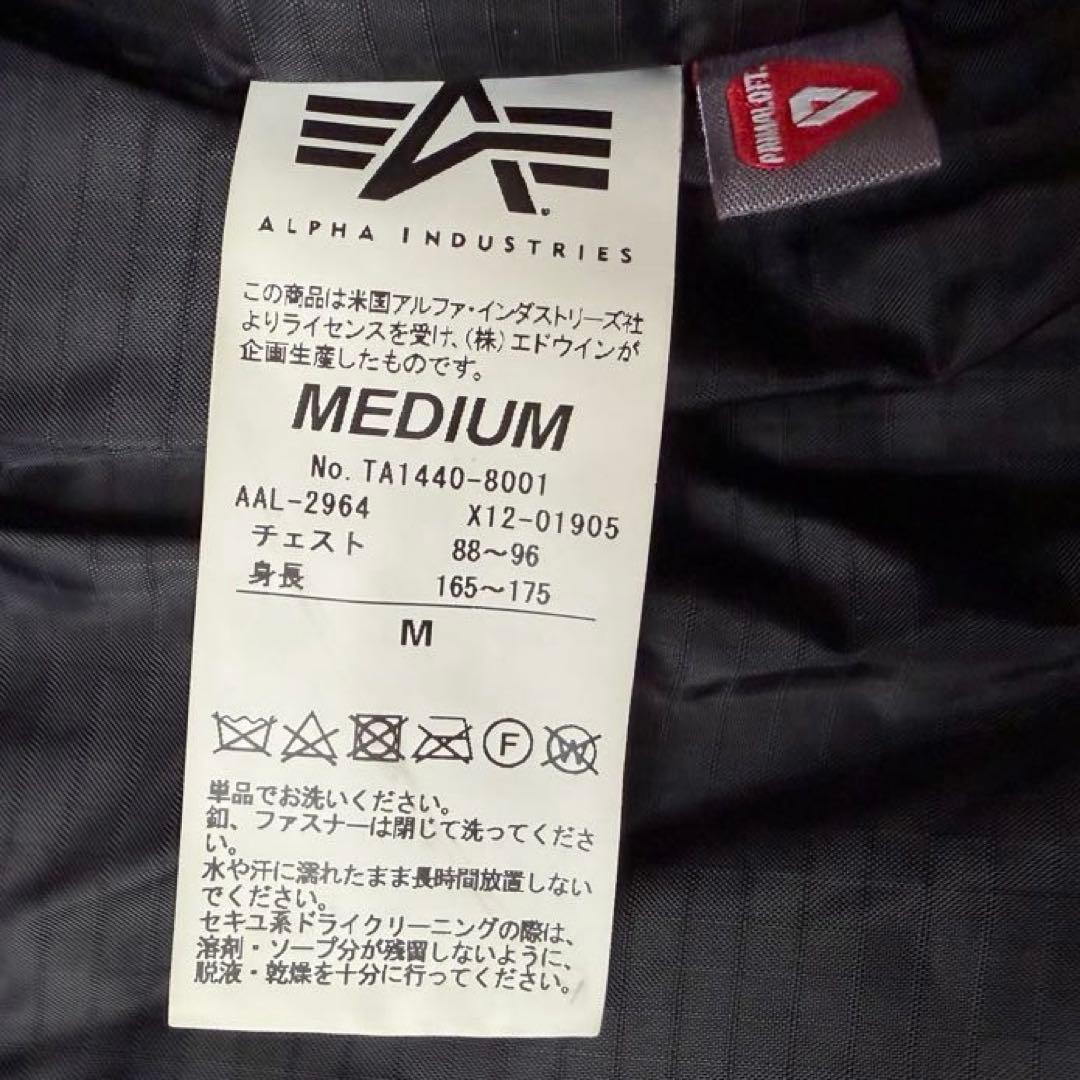 ALPHA INDUSTRIES
PRIMALOFT
この商品は米国アルファ・インダストリーズ社
よりライセンスを受け、(株)エドウインが
企画生産したものです。
MEDIUM
No. TA1440-8001
AAL-2964 X12-01905
チェスト 88～96
身長 165～175
M
F W
単品でお洗いください。
釦、ファスナーは閉じて洗ってくださ
い。
水や汗に濡れたまま長時間放置しない
でください。
セキユ系ドライクリーニングの際は、
溶剤・ソープ分が残留しないように、
脱液・乾燥を十分に行ってください。